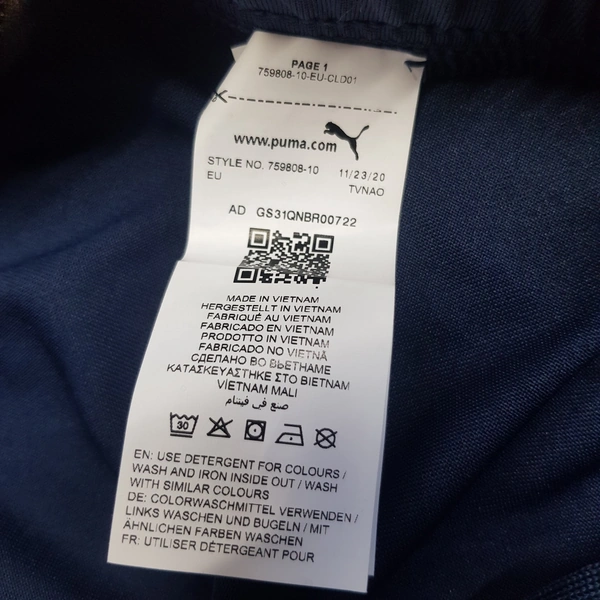 PAGE 1
759808-10-EU-CLD01
www.puma.com
STYLE NO. 759808-10 11/23/20
EU TVNAO
AD GS31QNBR00722
MADE IN VIETNAM
HERGESTELLT IN VIETNAM
FABRIQUÉ AU VIETNAM
FABRICADO EN VIETNAM
PRODOTTO IN VIETNAM
FABRICADO NO VIETNÃ
СДЕЛАНО ВО ВЬЕТНАМЕ
ΚΑΤΑΣΚΕΥΑΣΤΗΚΕ ΣΤΟ ΒΙΕΤΝΑΜ
VİETNAM MALI
صنع في فيتنام
30
EN: USE DETERGENT FOR COLOURS /
WASH AND IRON INSIDE OUT / WASH
WITH SIMILAR COLOURS
DE: COLORWASCHMITTEL VERWENDEN /
LINKS WASCHEN UND BUGELN / MIT
ÄHNLICHEN FARBEN WASCHEN
FR: UTILISER DÉTERGENT POUR